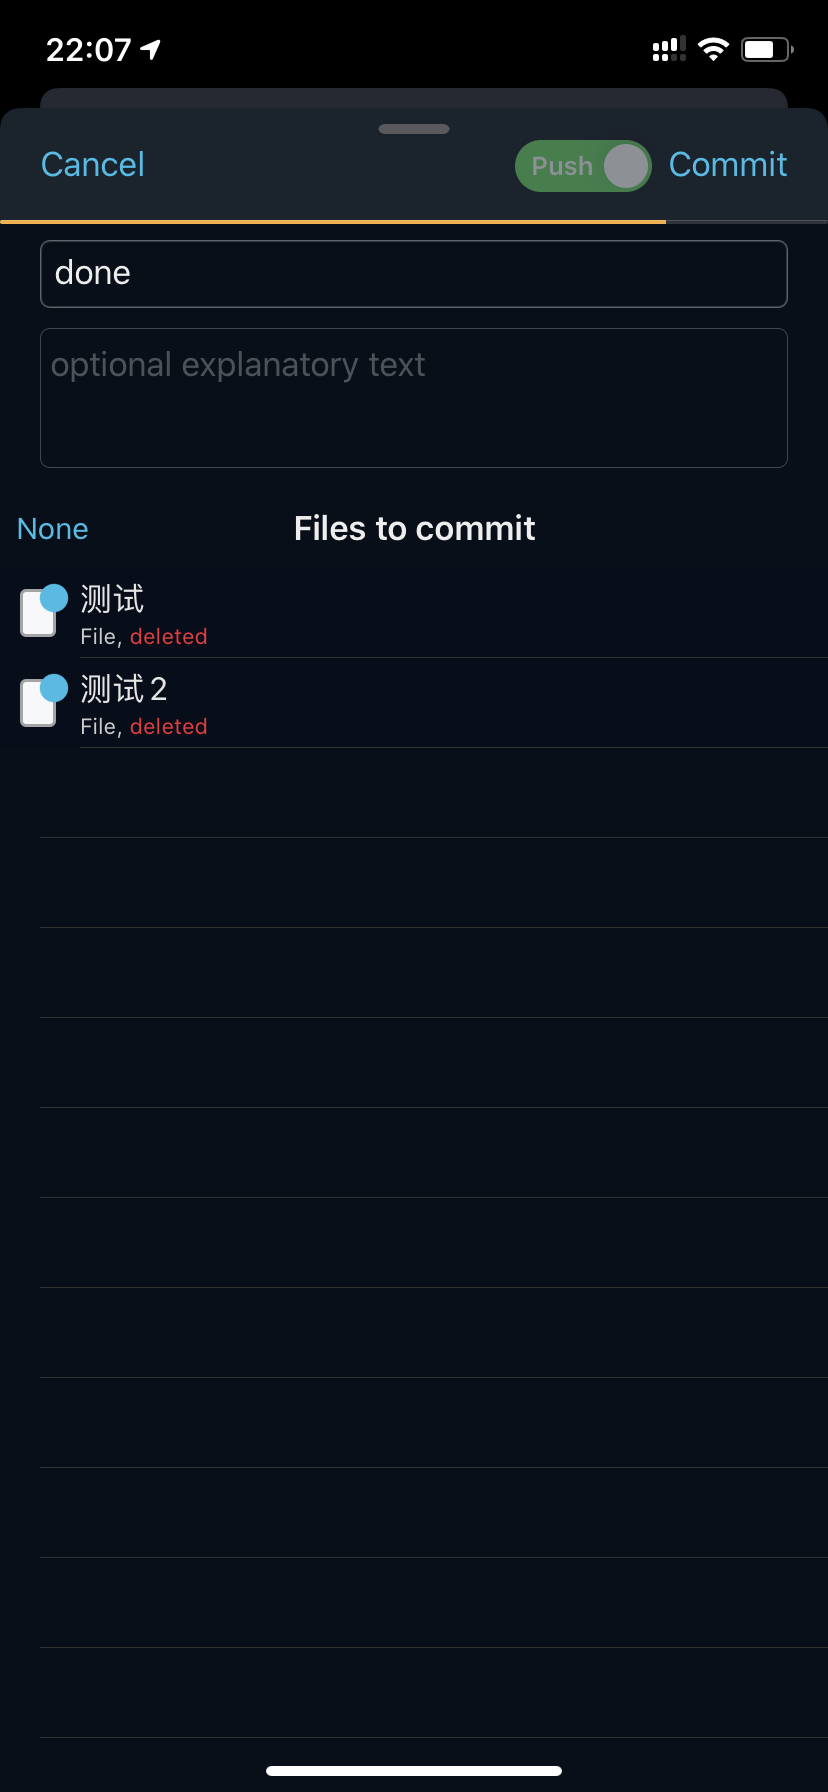 22:07
Cancel
Push
Commit
done
optional explanatory text
None
Files to commit
测试
File, deleted
测试 2
File, deleted